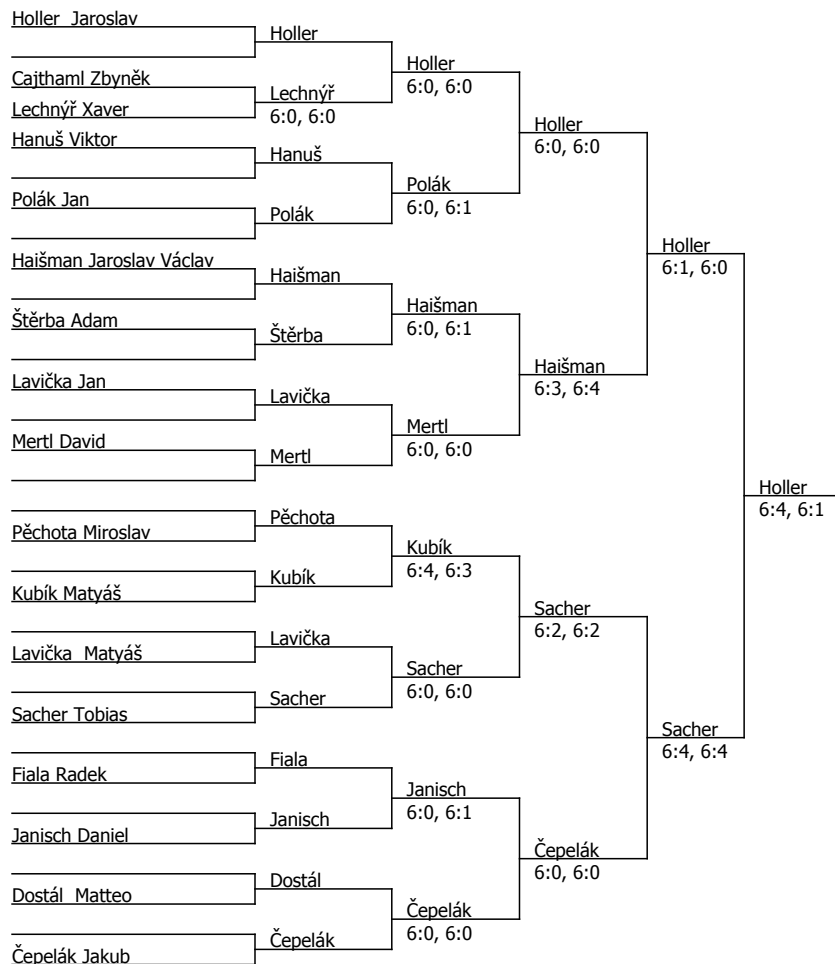 Holler  Jaroslav
Holler
Holler
6:0, 6:0
Cajthaml Zbyněk
Lechnýř
6:0, 6:0
Lechnýř Xaver
Holler
6:0, 6:0
Hanuš Viktor
Hanuš
Polák
6:0, 6:1
Polák Jan
Polák
Holler
6:1, 6:0
Haišman Jaroslav Václav
Haišman
Haišman
6:0, 6:1
Štěrba Adam
Štěrba
Haišman
6:3, 6:4
Lavička Jan
Lavička
Mertl
6:0, 6:0
Mertl David
Mertl
Holler
6:4, 6:1
Pěchota
Pěchota Miroslav
Kubík
6:4, 6:3
Kubík
Kubík Matyáš
Sacher
6:2, 6:2
Lavička
Lavička  Matyáš
Sacher
6:0, 6:0
Sacher
Sacher Tobias
Sacher
6:4, 6:4
Fiala
Fiala Radek
Janisch
6:0, 6:1
Janisch
Janisch Daniel
Čepelák
6:0, 6:0
Dostál
Dostál  Matteo
Čepelák
6:0, 6:0
Čepelák
Čepelák Jakub